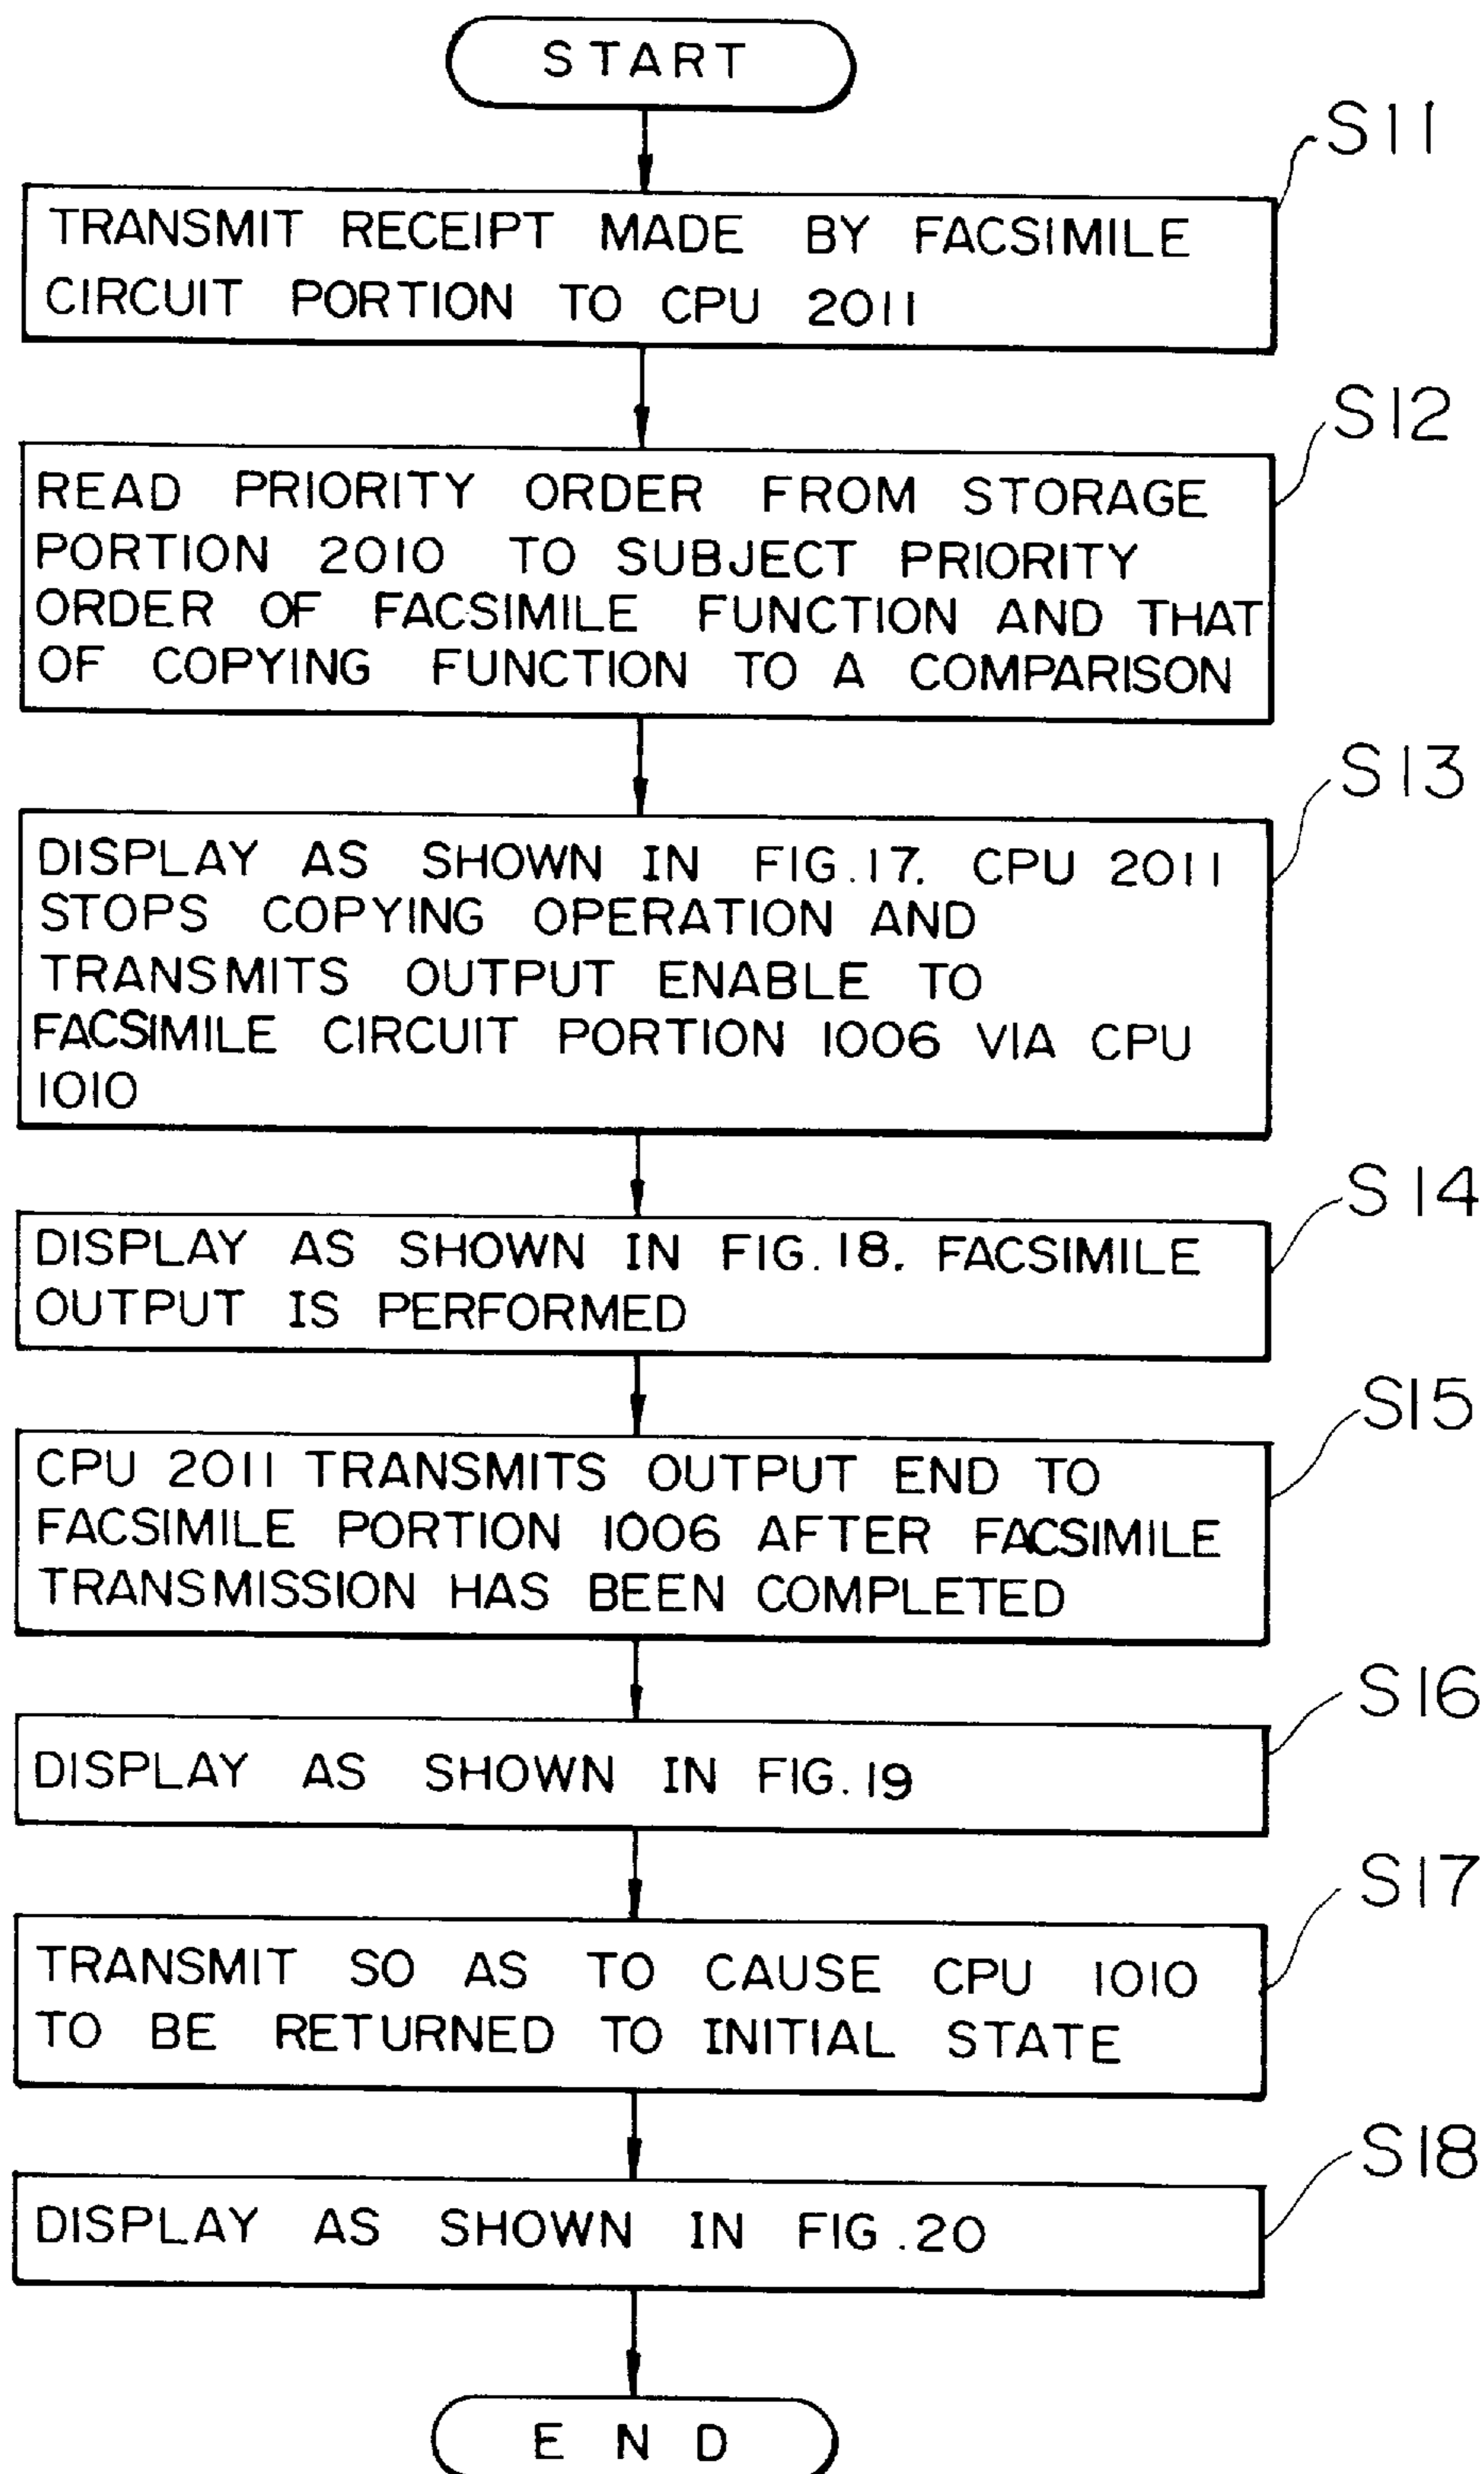 START
S11
TRANSMIT RECEIPT MADE BY FACSIMILE
CIRCUIT PORTION TO CPU 2011
S12
READ PRIORITY ORDER FROM STORAGE
PORTION 2010 TO SUBJECT PRIORITY
ORDER OF FACSIMILE FUNCTION AND THAT
OF COPYING FUNCTION TO A COMPARISON
S13
DISPLAY AS SHOWN IN FIG.17. CPU 2011
STOPS COPYING OPERATION AND
TRANSMITS OUTPUT ENABLE TO
FACSIMILE CIRCUIT PORTION 1006 VIA CPU
1010
S14
DISPLAY AS SHOWN IN FIG.18. FACSIMILE
OUTPUT IS PERFORMED
S15
CPU 2011 TRANSMITS OUTPUT END TO
FACSIMILE PORTION 1006 AFTER FACSIMILE
TRANSMISSION HAS BEEN COMPLETED
S16
DISPLAY AS SHOWN IN FIG.19
S17
TRANSMIT SO AS TO CAUSE CPU 1010
TO BE RETURNED TO INITIAL STATE
S18
DISPLAY AS SHOWN IN FIG.20
END